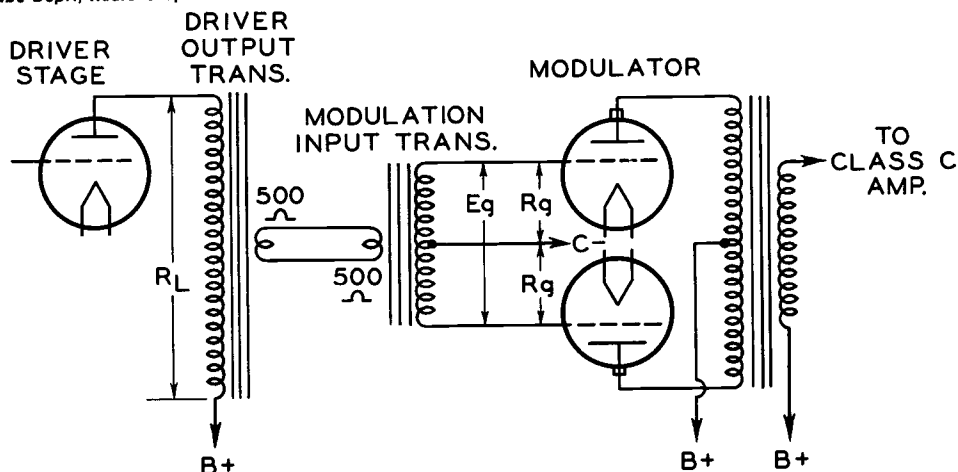 DRIVER
STAGE
DRIVER
OUTPUT
TRANS.
MODULATION
INPUT TRANS.
MODULATOR
TO
CLASS C
AMP.
500
Ω
500
Ω
RL
Eg
Rg
C-
Rg
B+
B+
B+